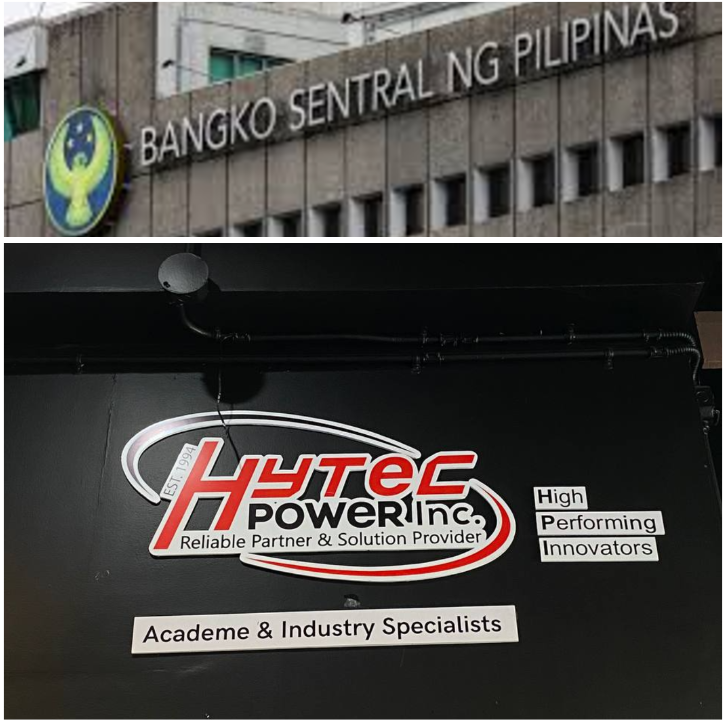 BANGKO SENTRAL NG PILIPINAS
EST. 1994
HYTEC
POWER Inc.
Reliable Partner & Solution Provider
High
Performing
Innovators
Academe & Industry Specialists